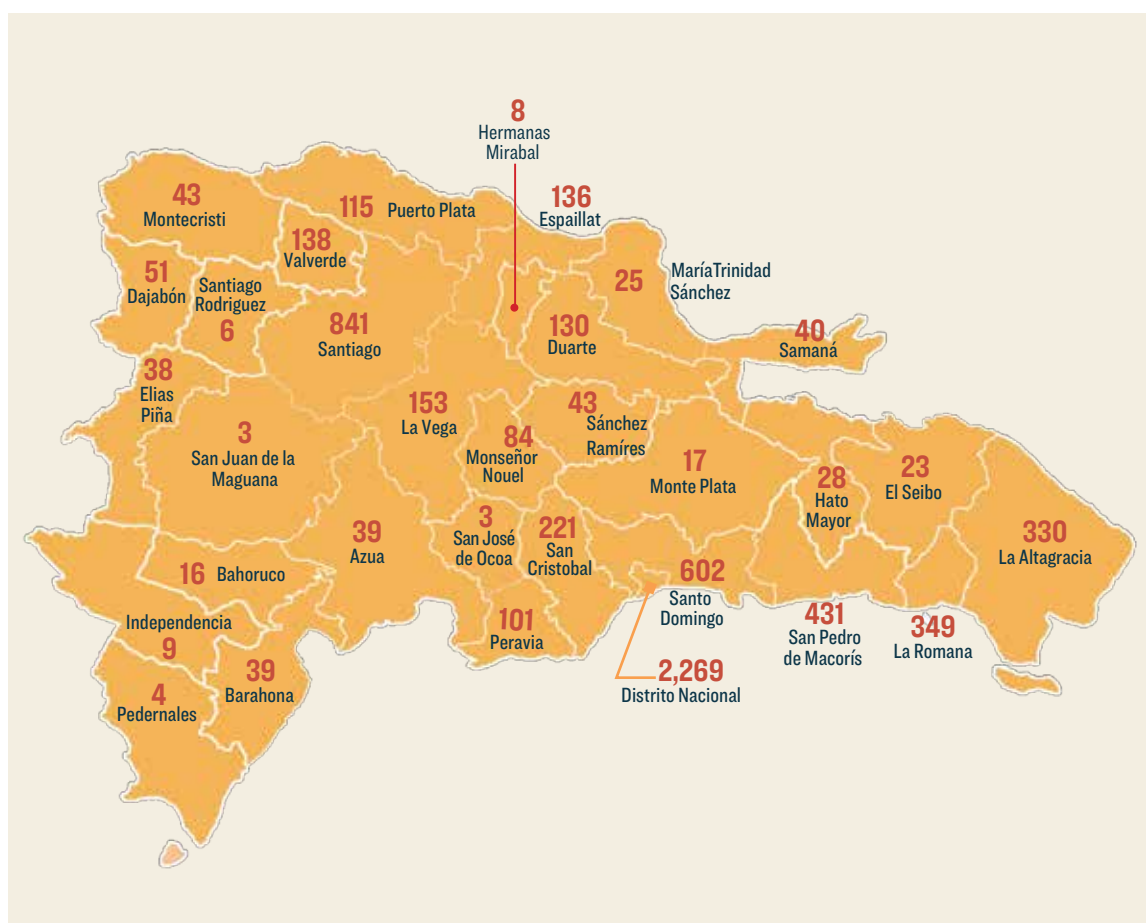 8
Hermanas
Mirabal
43
Montecristi
115 Puerto Plata
136
Espaillat
138
Valverde
51
Dajabón
Santiago
Rodriguez
6
841
Santiago
25
MaríaTrinidad
Sánchez
130
Duarte
40
Samaná
38
Elias
Piña
153
La Vega
43
Sánchez
Ramíres
3
San Juan de la
Maguana
84
Monseñor
Nouel
17
Monte Plata
28
Hato
Mayor
23
El Seibo
330
La Altagracia
39
Azua
3
San José
de Ocoa
221
San
Cristobal
16 Bahoruco
602
Santo
Domingo
431
San Pedro
de Macorís
349
La Romana
Independencia
9
101
Peravia
39
Barahona
4
Pedernales
2,269
Distrito Nacional